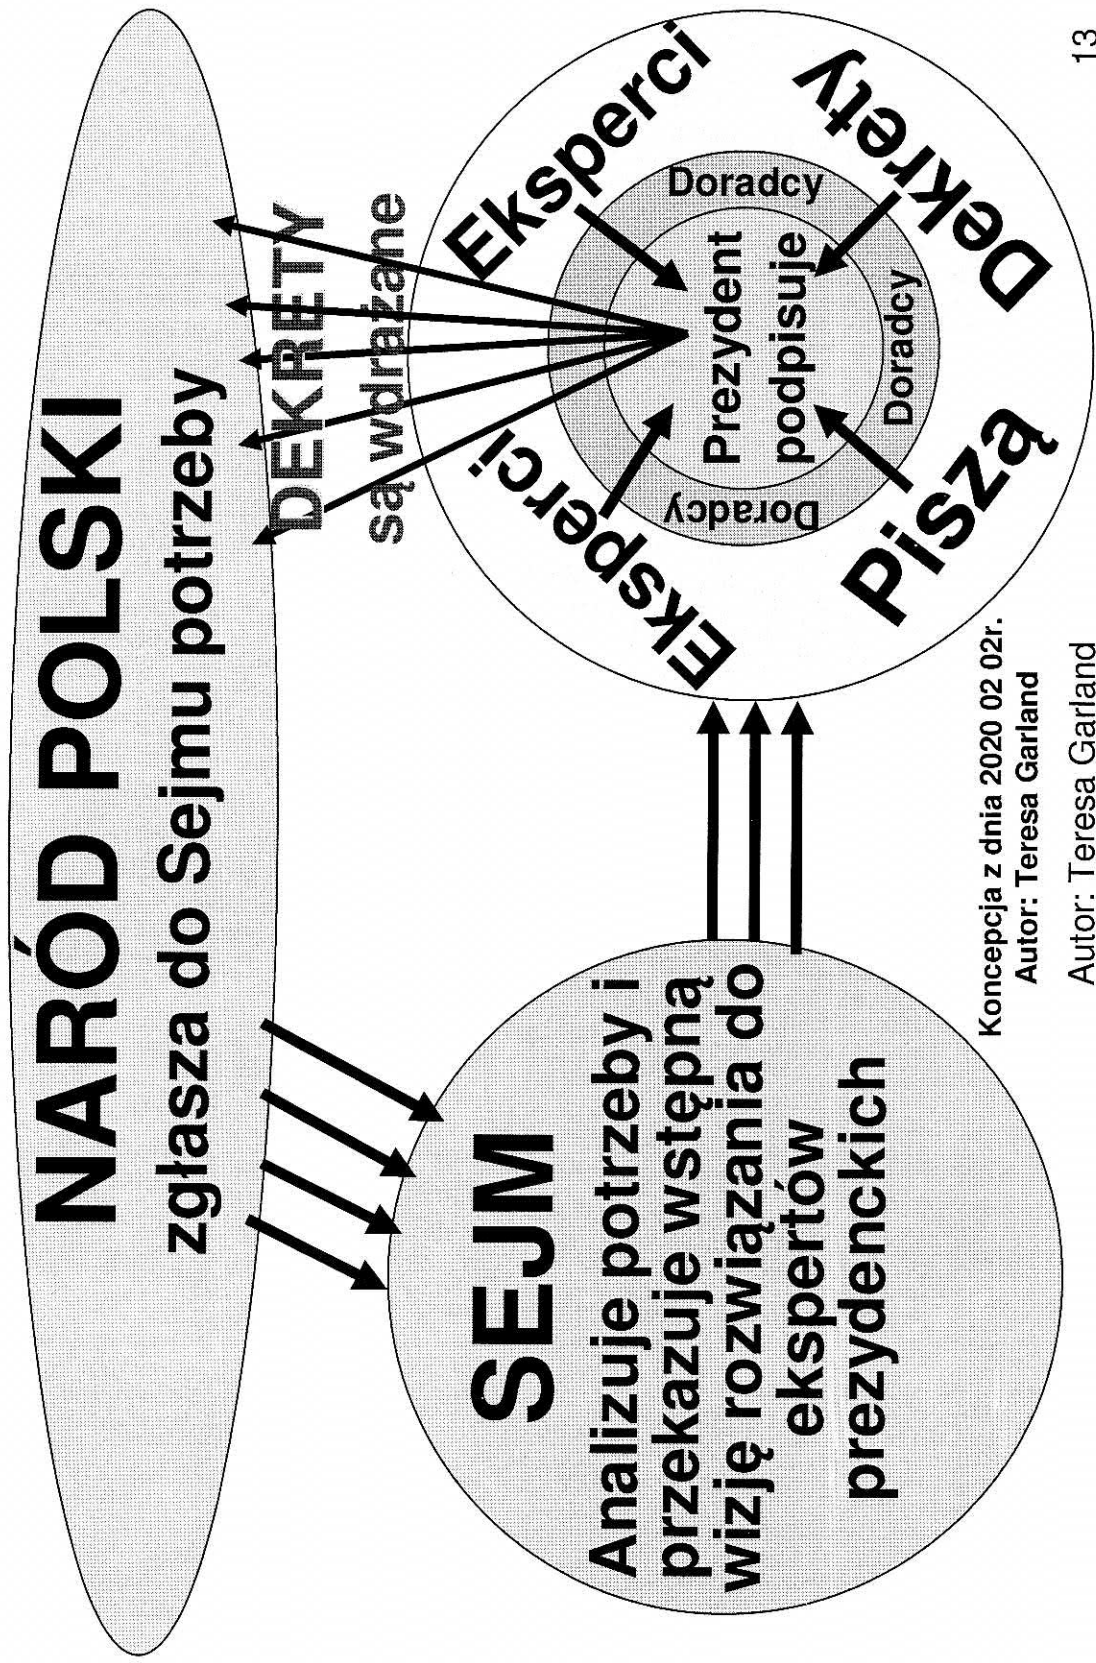 NARÓD POLSKI
zgłasza do Sejmu potrzeby
DEKRETY
są wdrażane
SEJM
Analizuje potrzeby i
przekazuje wstępną
wizję rozwiązania do
ekspertów
prezydenckich
Eksperci
Eksperci
Piszą
Dekrety
Doradcy
Doradcy
Doradcy
Prezydent
podpisuje
Koncepcja z dnia 2020 02 02r.
Autor: Teresa Garland
Autor: Teresa Garland
13